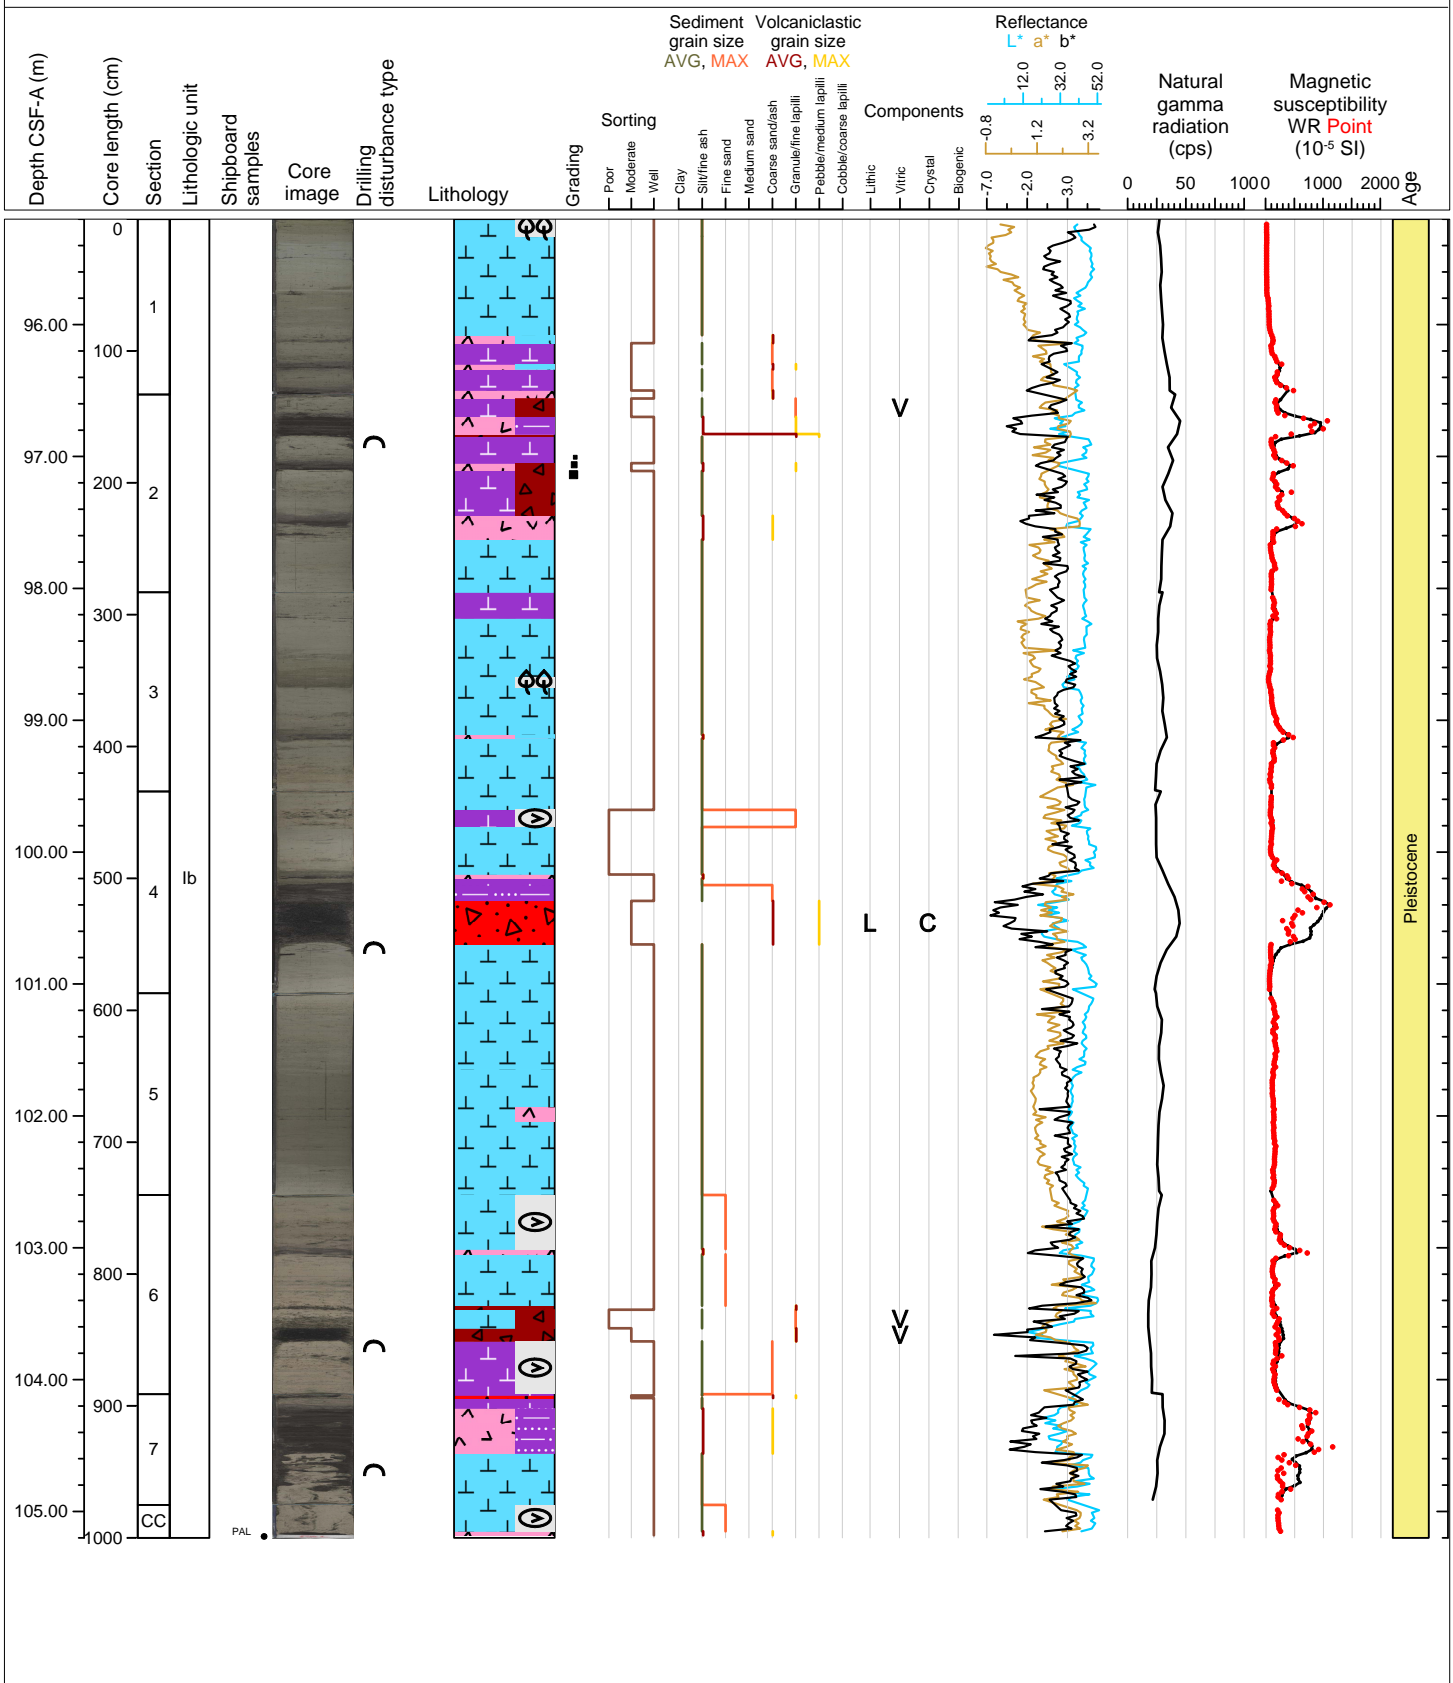 Sediment
grain size
AVG, MAX
Volcaniclastic
grain size
AVG, MAX
Reflectance
L* a* b*
12.0
32.0
52.0
-0.8
1.2
3.2
-7.0
-2.0
3.0
Depth CSF-A (m)
Core length (cm)
Section
Lithologic unit
Shipboard
samples
Core
image
Drilling
disturbance type
Lithology
Grading
Sorting
Poor
Moderate
Well
Clay
Silt/fine ash
Fine sand
Medium sand
Coarse sand/ash
Granule/fine lapilli
Pebble/medium lapilli
Cobble/coarse lapilli
Components
Lithic
Vitric
Crystal
Biogenic
Natural
gamma
radiation
(cps)
0 50 100
Magnetic
susceptibility
WR Point
(10-5 SI)
0 1000 2000
Age
96.00
97.00
98.00
99.00
100.00
101.00
102.00
103.00
104.00
105.00
0
100
200
300
400
500
600
700
800
900
1000
1
2
3
4
5
6
7
CC
Ib
PAL
V
L
C
V
V
Pleistocene